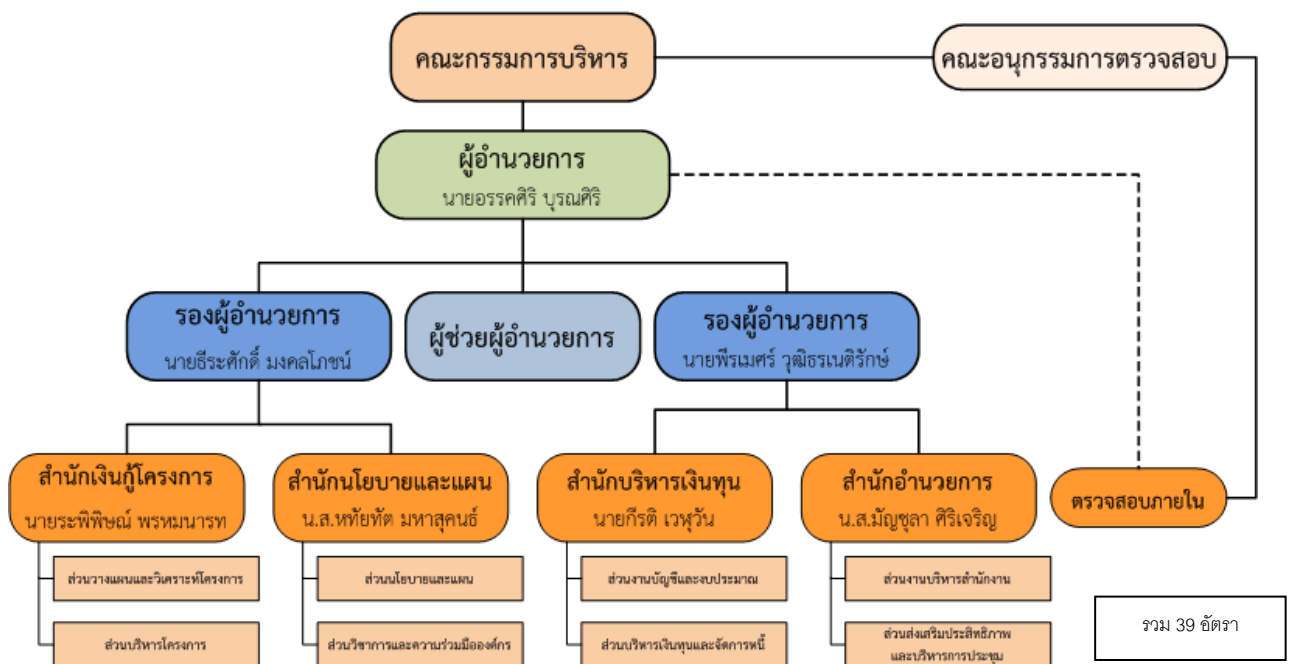 คณะกรรมการบริหาร
คณะอนุกรรมการตรวจสอบ
ผู้อำนวยการ
นายอรรคศิริ บุรณศิริ
รองผู้อำนวยการ
นายธีระศักดิ์ มงคลโภชน์
ผู้ช่วยผู้อำนวยการ
รองผู้อำนวยการ
นายพีรเมศร์ วุฒิธรเนติรักษ์
สำนักเงินกู้โครงการ
นายระพิพิษณ์ พรหมนารท
สำนักนโยบายและแผน
น.ส.หทัยทัต มหาสุคนธ์
สำนักบริหารเงินทุน
นายกีรติ เวฬุวัน
สำนักอำนวยการ
น.ส.มัญชุลา ศิริเจริญ
ตรวจสอบภายใน
ส่วนวางแผนและวิเคราะห์โครงการ
ส่วนนโยบายและแผน
ส่วนงานบัญชีและงบประมาณ
ส่วนงานบริหารสำนักงาน
ส่วนบริหารโครงการ
ส่วนวิชาการและความร่วมมือองค์กร
ส่วนบริหารเงินทุนและจัดการหนี้
ส่วนส่งเสริมประสิทธิภาพ
และบริหารการประชุม
รวม 39 อัตรา